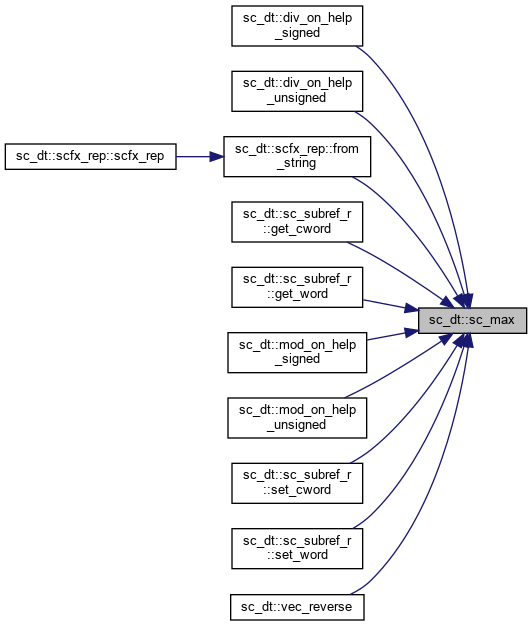 sc_dt::div_on_help
_signed
sc_dt::div_on_help
_unsigned
sc_dt::scfx_rep::scfx_rep
sc_dt::scfx_rep::from
_string
sc_dt::sc_subref_r
::get_cword
sc_dt::sc_subref_r
::get_word
sc_dt::sc_max
sc_dt::mod_on_help
_signed
sc_dt::mod_on_help
_unsigned
sc_dt::sc_subref_r
::set_cword
sc_dt::sc_subref_r
::set_word
sc_dt::vec_reverse